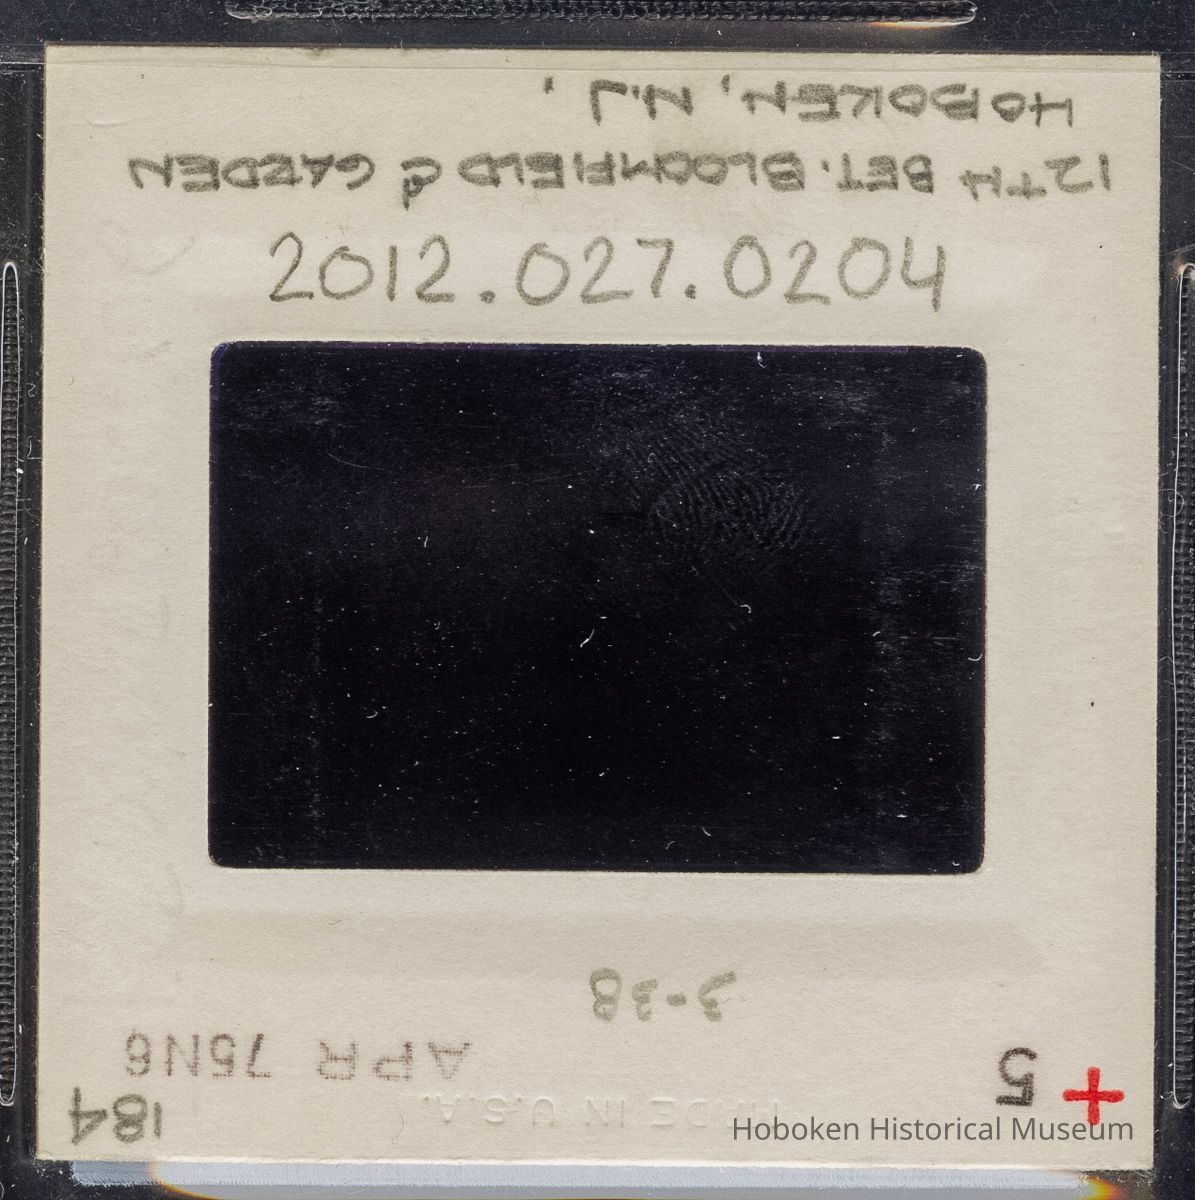 HOBOKEN, N.J.
12TH BET. BLOOMFIELD & GARDEN
2012.027.0204
3-38
APR 75N6
5 +
184
MADE IN U.S.A.
Hoboken Historical Museum